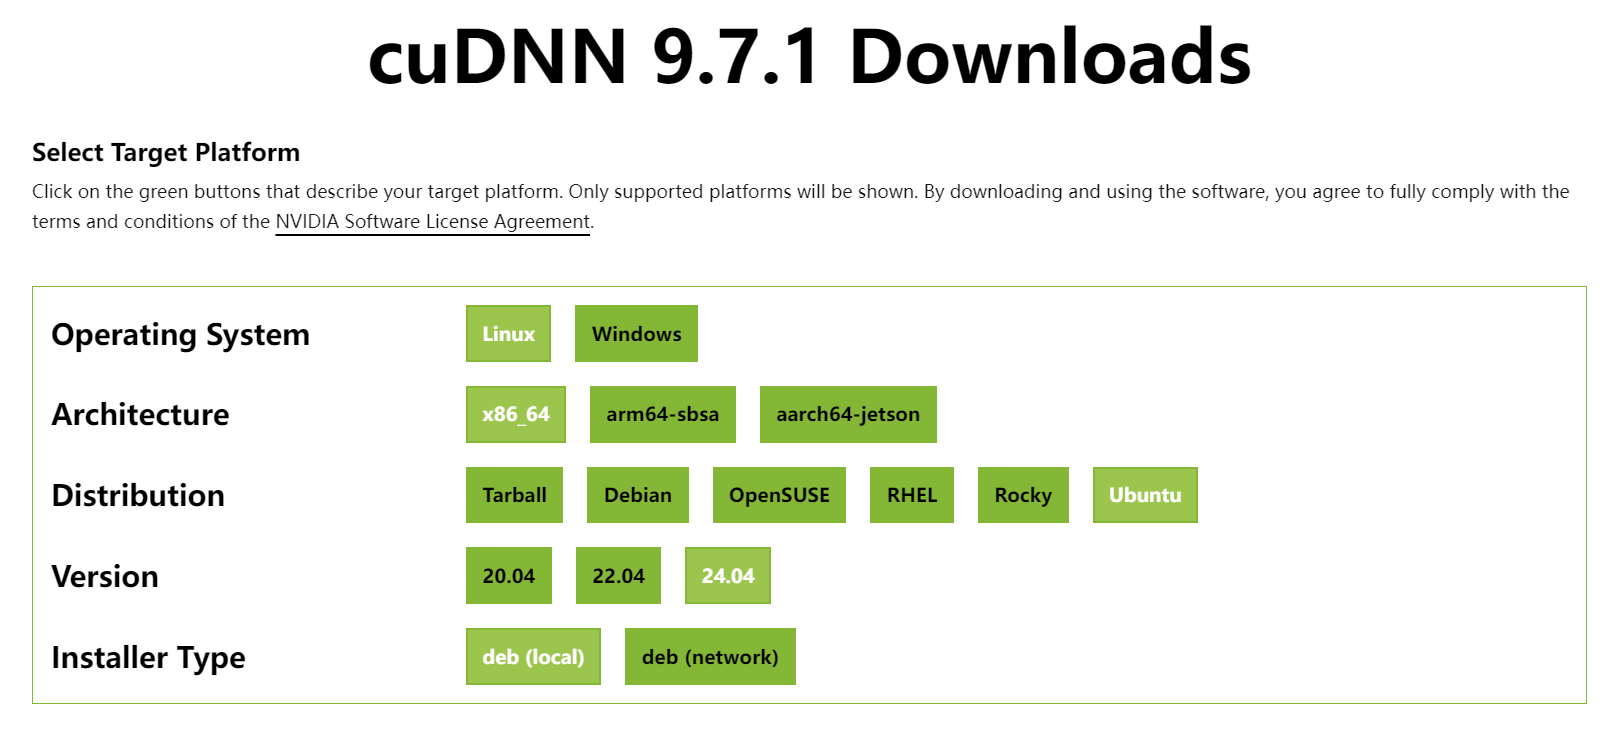 cuDNN 9.7.1 Downloads
Select Target Platform
Click on the green buttons that describe your target platform. Only supported platforms will be shown. By downloading and using the software, you agree to fully comply with the
terms and conditions of the NVIDIA Software License Agreement.
Operating System Linux Windows
Architecture x86_64 arm64-sbsa aarch64-jetson
Distribution Tarball Debian OpenSUSE RHEL Rocky Ubuntu
Version 20.04 22.04 24.04
Installer Type deb (local) deb (network)